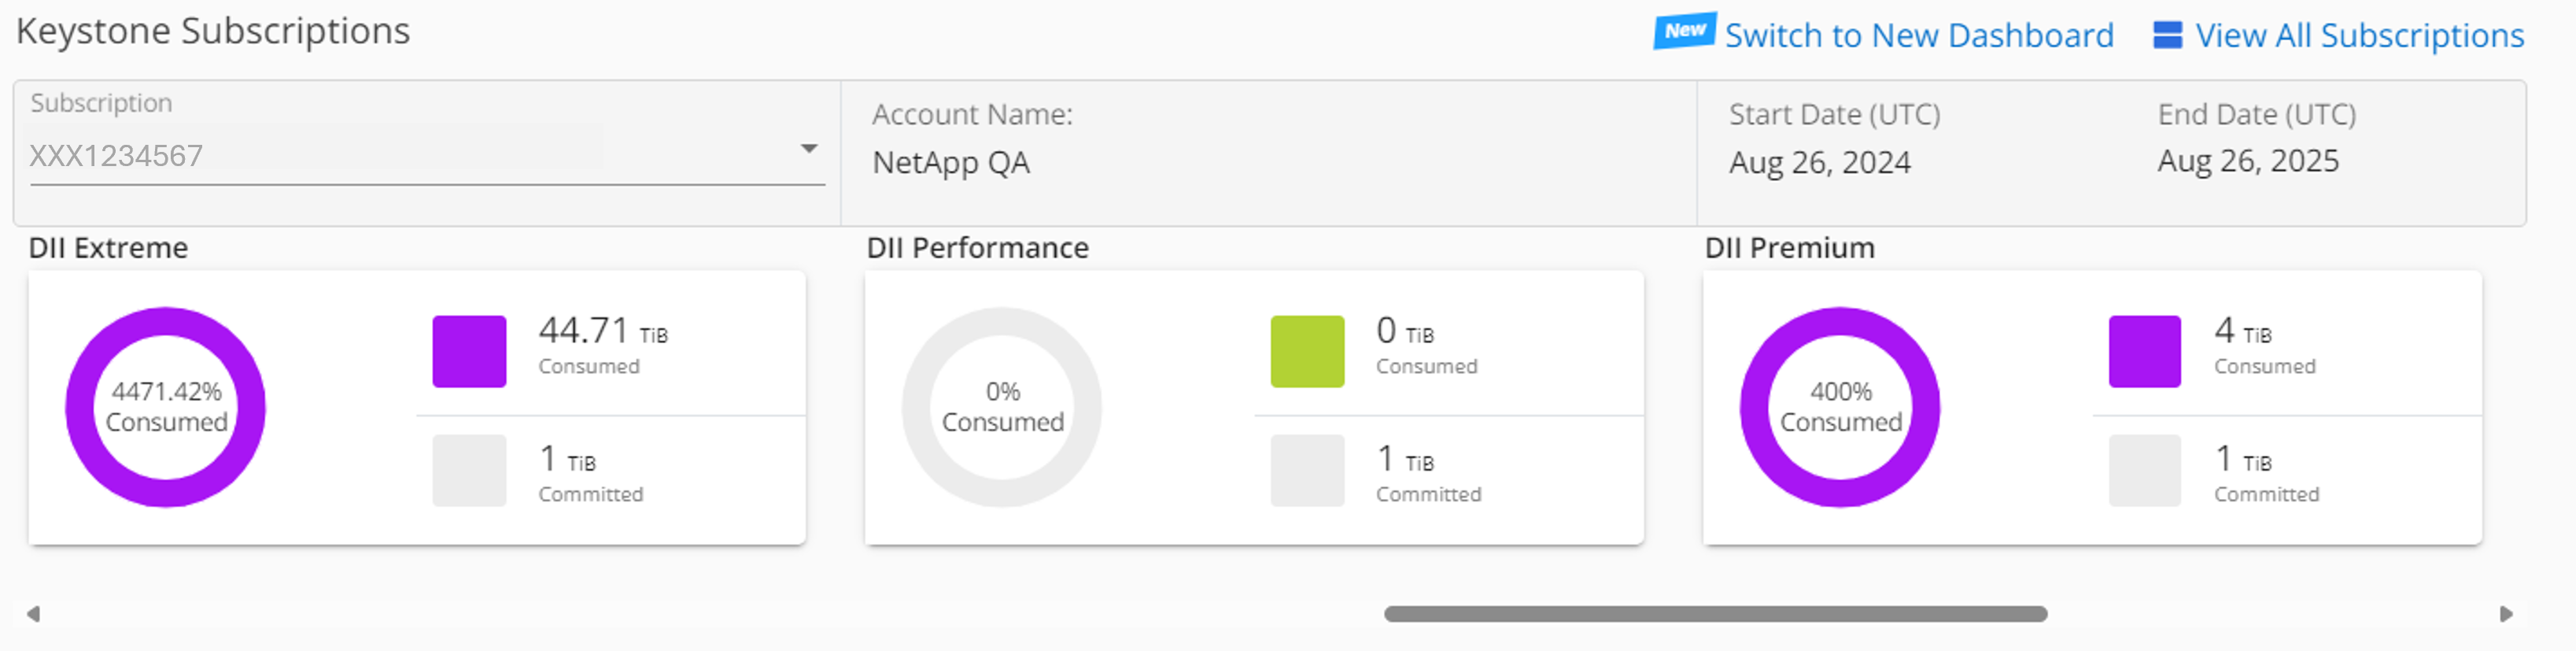 Keystone Subscriptions
New Switch to New Dashboard
View All Subscriptions
Subscription
XXX1234567
Account Name:
NetApp QA
Start Date (UTC)
Aug 26, 2024
End Date (UTC)
Aug 26, 2025
DII Extreme
4471.42%
Consumed
44.71 TiB
Consumed
1 TiB
Committed
DII Performance
0%
Consumed
0 TiB
Consumed
1 TiB
Committed
DII Premium
400%
Consumed
4 TiB
Consumed
1 TiB
Committed